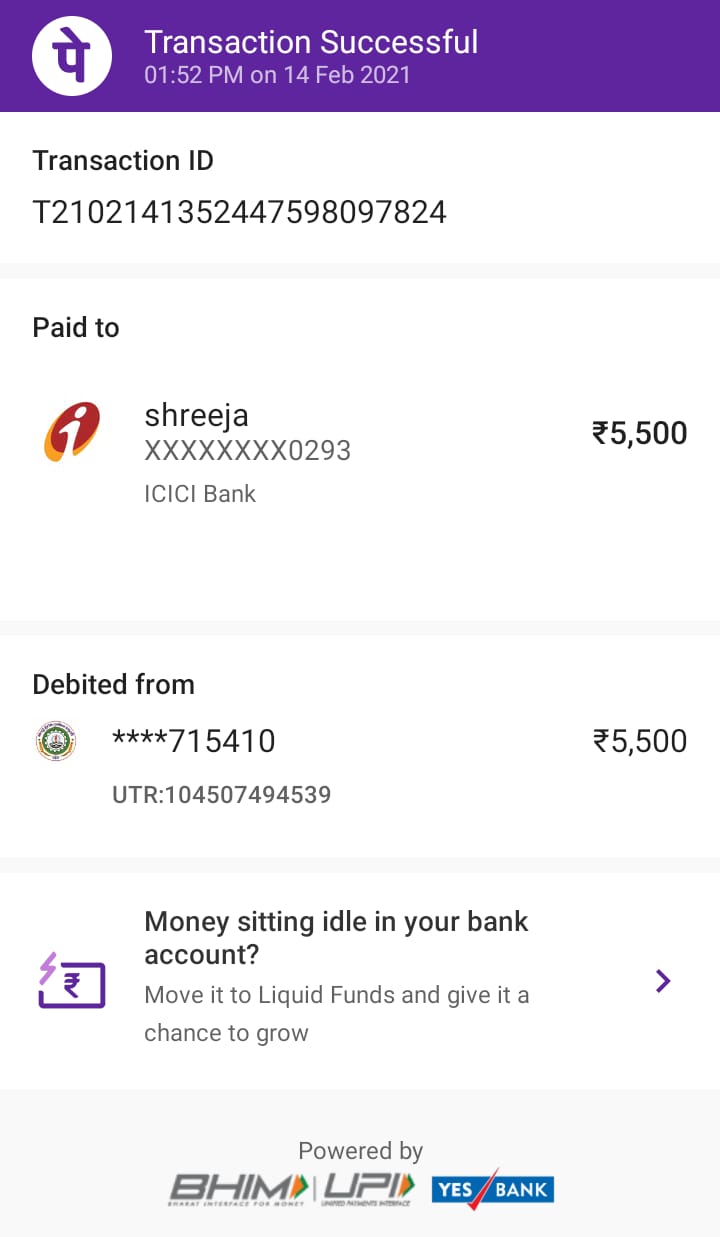 पे
Transaction Successful
01:52 PM on 14 Feb 2021
Transaction ID
T2102141352447598097824
Paid to
shreeja
XXXXXXXX0293
₹5,500
ICICI Bank
Debited from
****715410
₹5,500
UTR:104507494539
Money sitting idle in your bank
account?
Move it to Liquid Funds and give it a
chance to grow
Powered by
BHIM UPI YES BANK
BHARAT INTERFACE FOR MONEY UNIFIED PAYMENTS INTERFACE